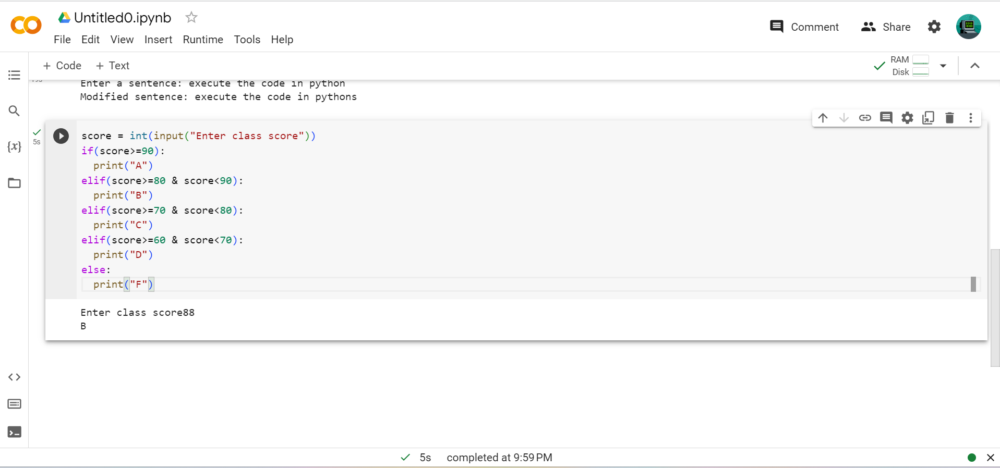 Untitled0.ipynb
File Edit View Insert Runtime Tools Help
Comment Share
+ Code + Text
RAM
Disk
Enter a sentence: execute the code in python
Modified sentence: execute the code in pythons
5s
score = int(input("Enter class score"))
if(score>=90):
  print("A")
elif(score>=80 & score<90):
  print("B")
elif(score>=70 & score<80):
  print("C")
elif(score>=60 & score<70):
  print("D")
else:
  print("F")
Enter class score88
B
{x}
5s completed at 9:59 PM